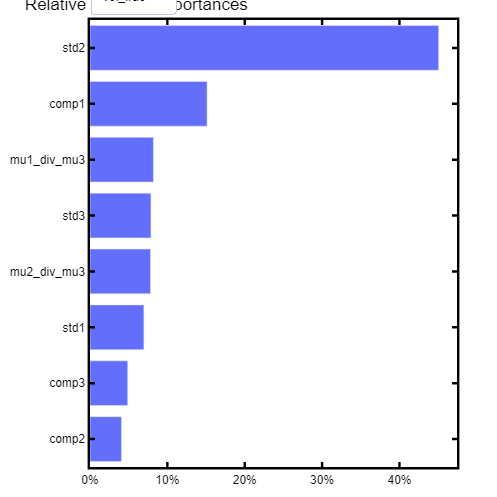 Relative portances
std2
comp1
mu1_div_mu3
std3
mu2_div_mu3
std1
comp3
comp2
0% 10% 20% 30% 40%